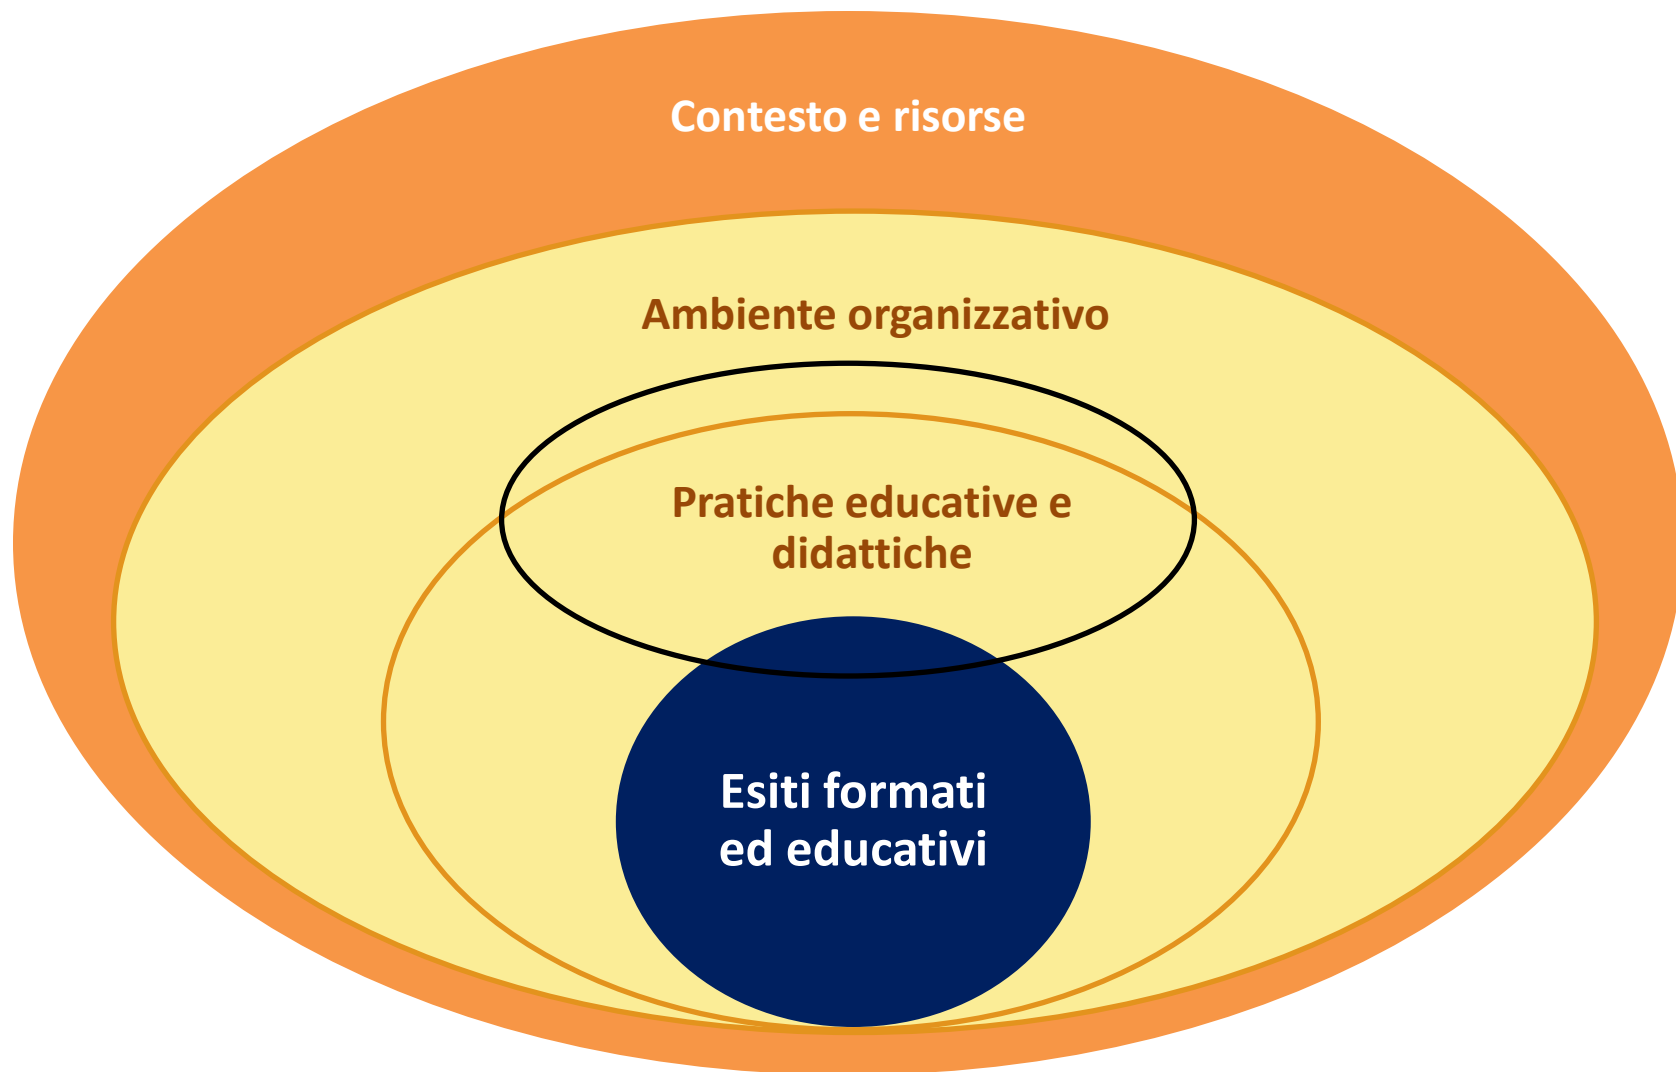 Contesto e risorse
Ambiente organizzativo
Pratiche educative e
didattiche
Esiti formati
ed educativi